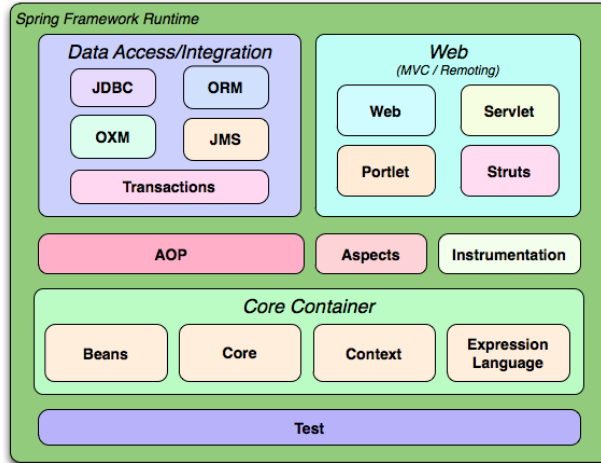 Spring Framework Runtime
Data Access/Integration
JDBC
ORM
OXM
JMS
Transactions
Web
(MVC / Remoting)
Web
Servlet
Portlet
Struts
AOP
Aspects
Instrumentation
Core Container
Beans
Core
Context
Expression
Language
Test